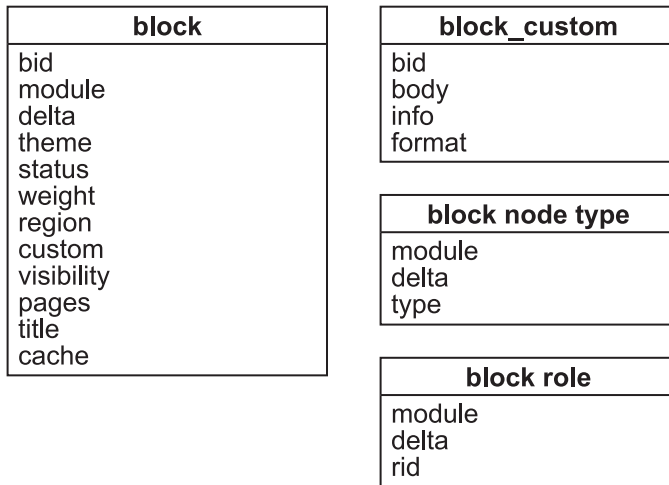 block
bid
module
delta
theme
status
weight
region
custom
visibility
pages
title
cache
block_custom
bid
body
info
format
block node type
module
delta
type
block role
module
delta
rid